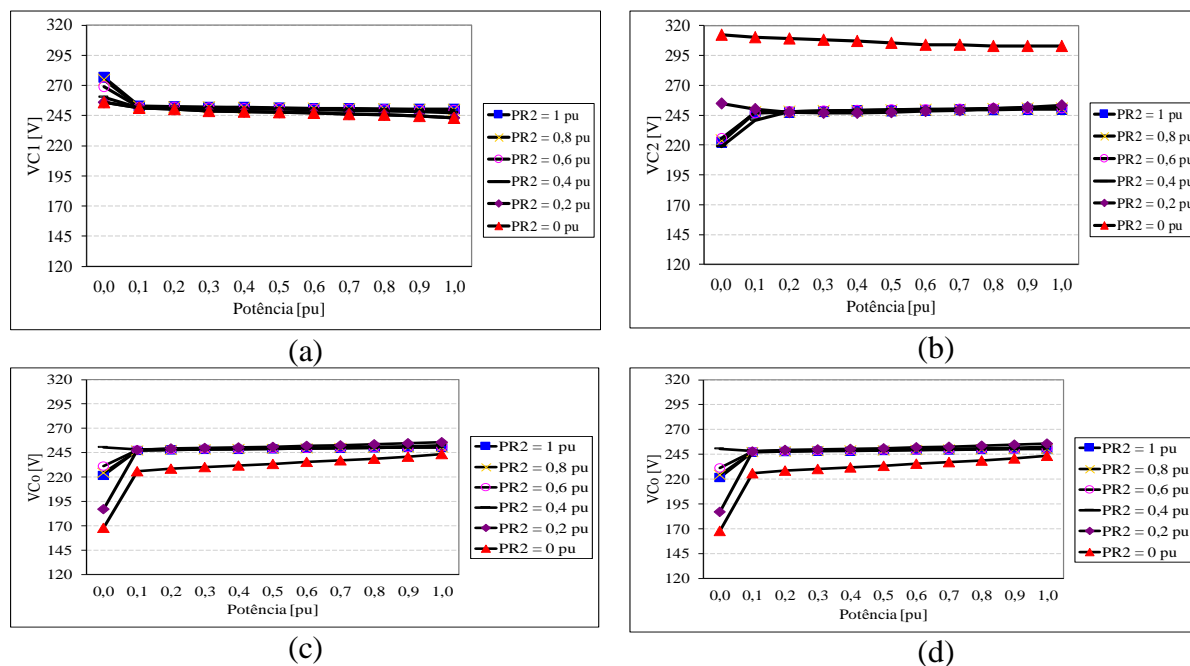 320
295
270
245
220
195
170
145
120
VC1 [V]
0,0 0,1 0,2 0,3 0,4 0,5 0,6 0,7 0,8 0,9 1,0
Potência [pu]
PR2 = 1 pu
PR2 = 0,8 pu
PR2 = 0,6 pu
PR2 = 0,4 pu
PR2 = 0,2 pu
PR2 = 0 pu
(a)
320
295
270
245
220
195
170
145
120
VC2 [V]
0,0 0,1 0,2 0,3 0,4 0,5 0,6 0,7 0,8 0,9 1,0
Potência [pu]
PR2 = 1 pu
PR2 = 0,8 pu
PR2 = 0,6 pu
PR2 = 0,4 pu
PR2 = 0,2 pu
PR2 = 0 pu
(b)
320
295
270
245
220
195
170
145
120
VCo [V]
0,0 0,1 0,2 0,3 0,4 0,5 0,6 0,7 0,8 0,9 1,0
Potência [pu]
PR2 = 1 pu
PR2 = 0,8 pu
PR2 = 0,6 pu
PR2 = 0,4 pu
PR2 = 0,2 pu
PR2 = 0 pu
(c)
320
295
270
245
220
195
170
145
120
VCo [V]
0,0 0,1 0,2 0,3 0,4 0,5 0,6 0,7 0,8 0,9 1,0
Potência [pu]
PR2 = 1 pu
PR2 = 0,8 pu
PR2 = 0,6 pu
PR2 = 0,4 pu
PR2 = 0,2 pu
PR2 = 0 pu
(d)